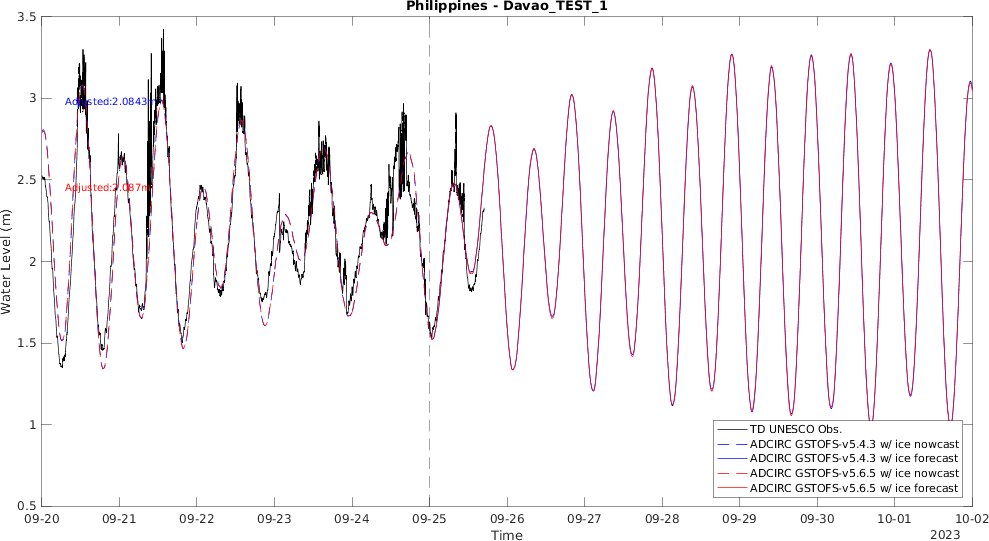 Philippines - Davao_TEST_1
3.5
3
2.5
2
1.5
1
0.5
Water Level (m)
Adjusted:2.0843m
Adjusted:2.087m
TD UNESCO Obs.
ADCIRC GSTOFS-v5.4.3 w/ ice nowcast
ADCIRC GSTOFS-v5.4.3 w/ ice forecast
ADCIRC GSTOFS-v5.6.5 w/ ice nowcast
ADCIRC GSTOFS-v5.6.5 w/ ice forecast
09-20 09-21 09-22 09-23 09-24 09-25 09-26 09-27 09-28 09-29 09-30 10-01 10-02
Time
2023